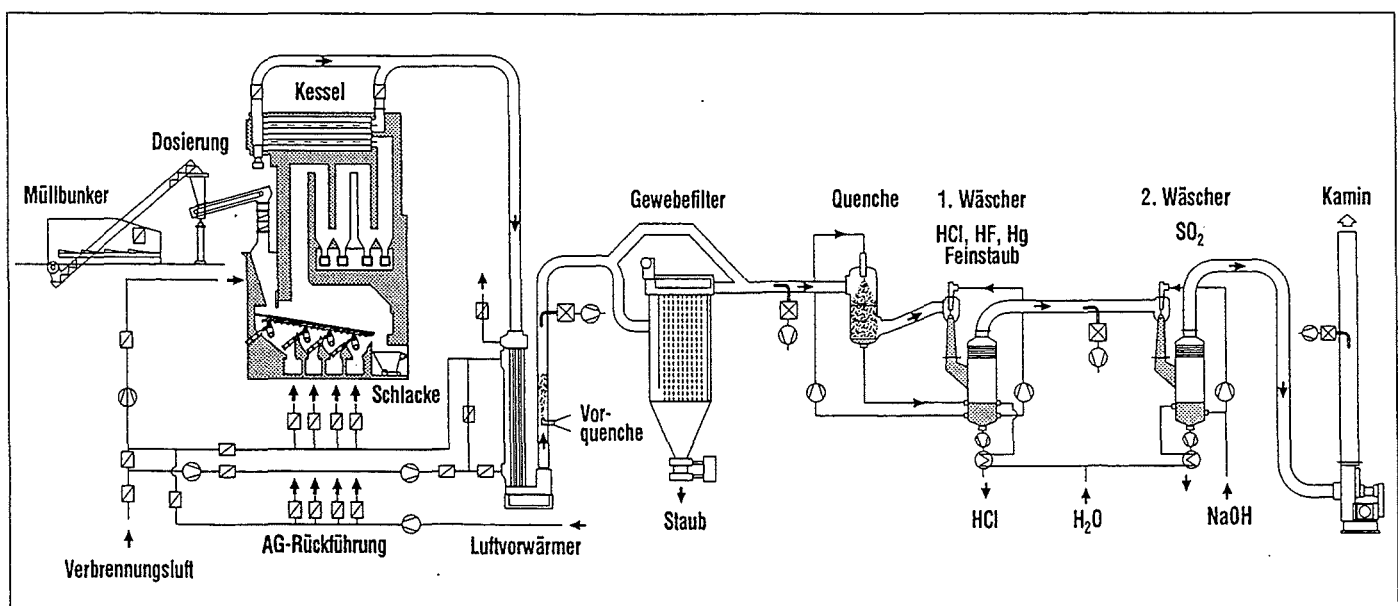 Kessel
Dosierung
Müllbunker
Schlacke
Vor-
quenche
Gewebefilter
Quenche
1. Wäscher
HCl, HF, Hg
Feinstaub
2. Wäscher
SO₂
Kamin
Staub
HCl
H₂O
NaOH
AG-Rückführung
Luftvorwärmer
Verbrennungsluft